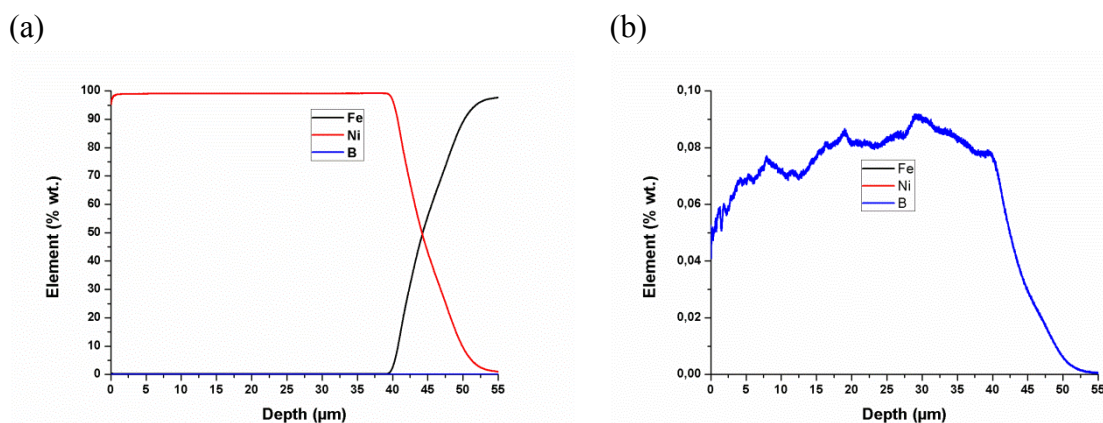 (a)
(b)
Element (% wt.)
100
90
80
70
60
50
40
30
20
10
0
Fe
Ni
B
0 5 10 15 20 25 30 35 40 45 50 55
Depth (µm)
Element (% wt.)
0,10
0,08
0,06
0,04
0,02
0,00
Fe
Ni
B
0 5 10 15 20 25 30 35 40 45 50 55
Depth (µm)